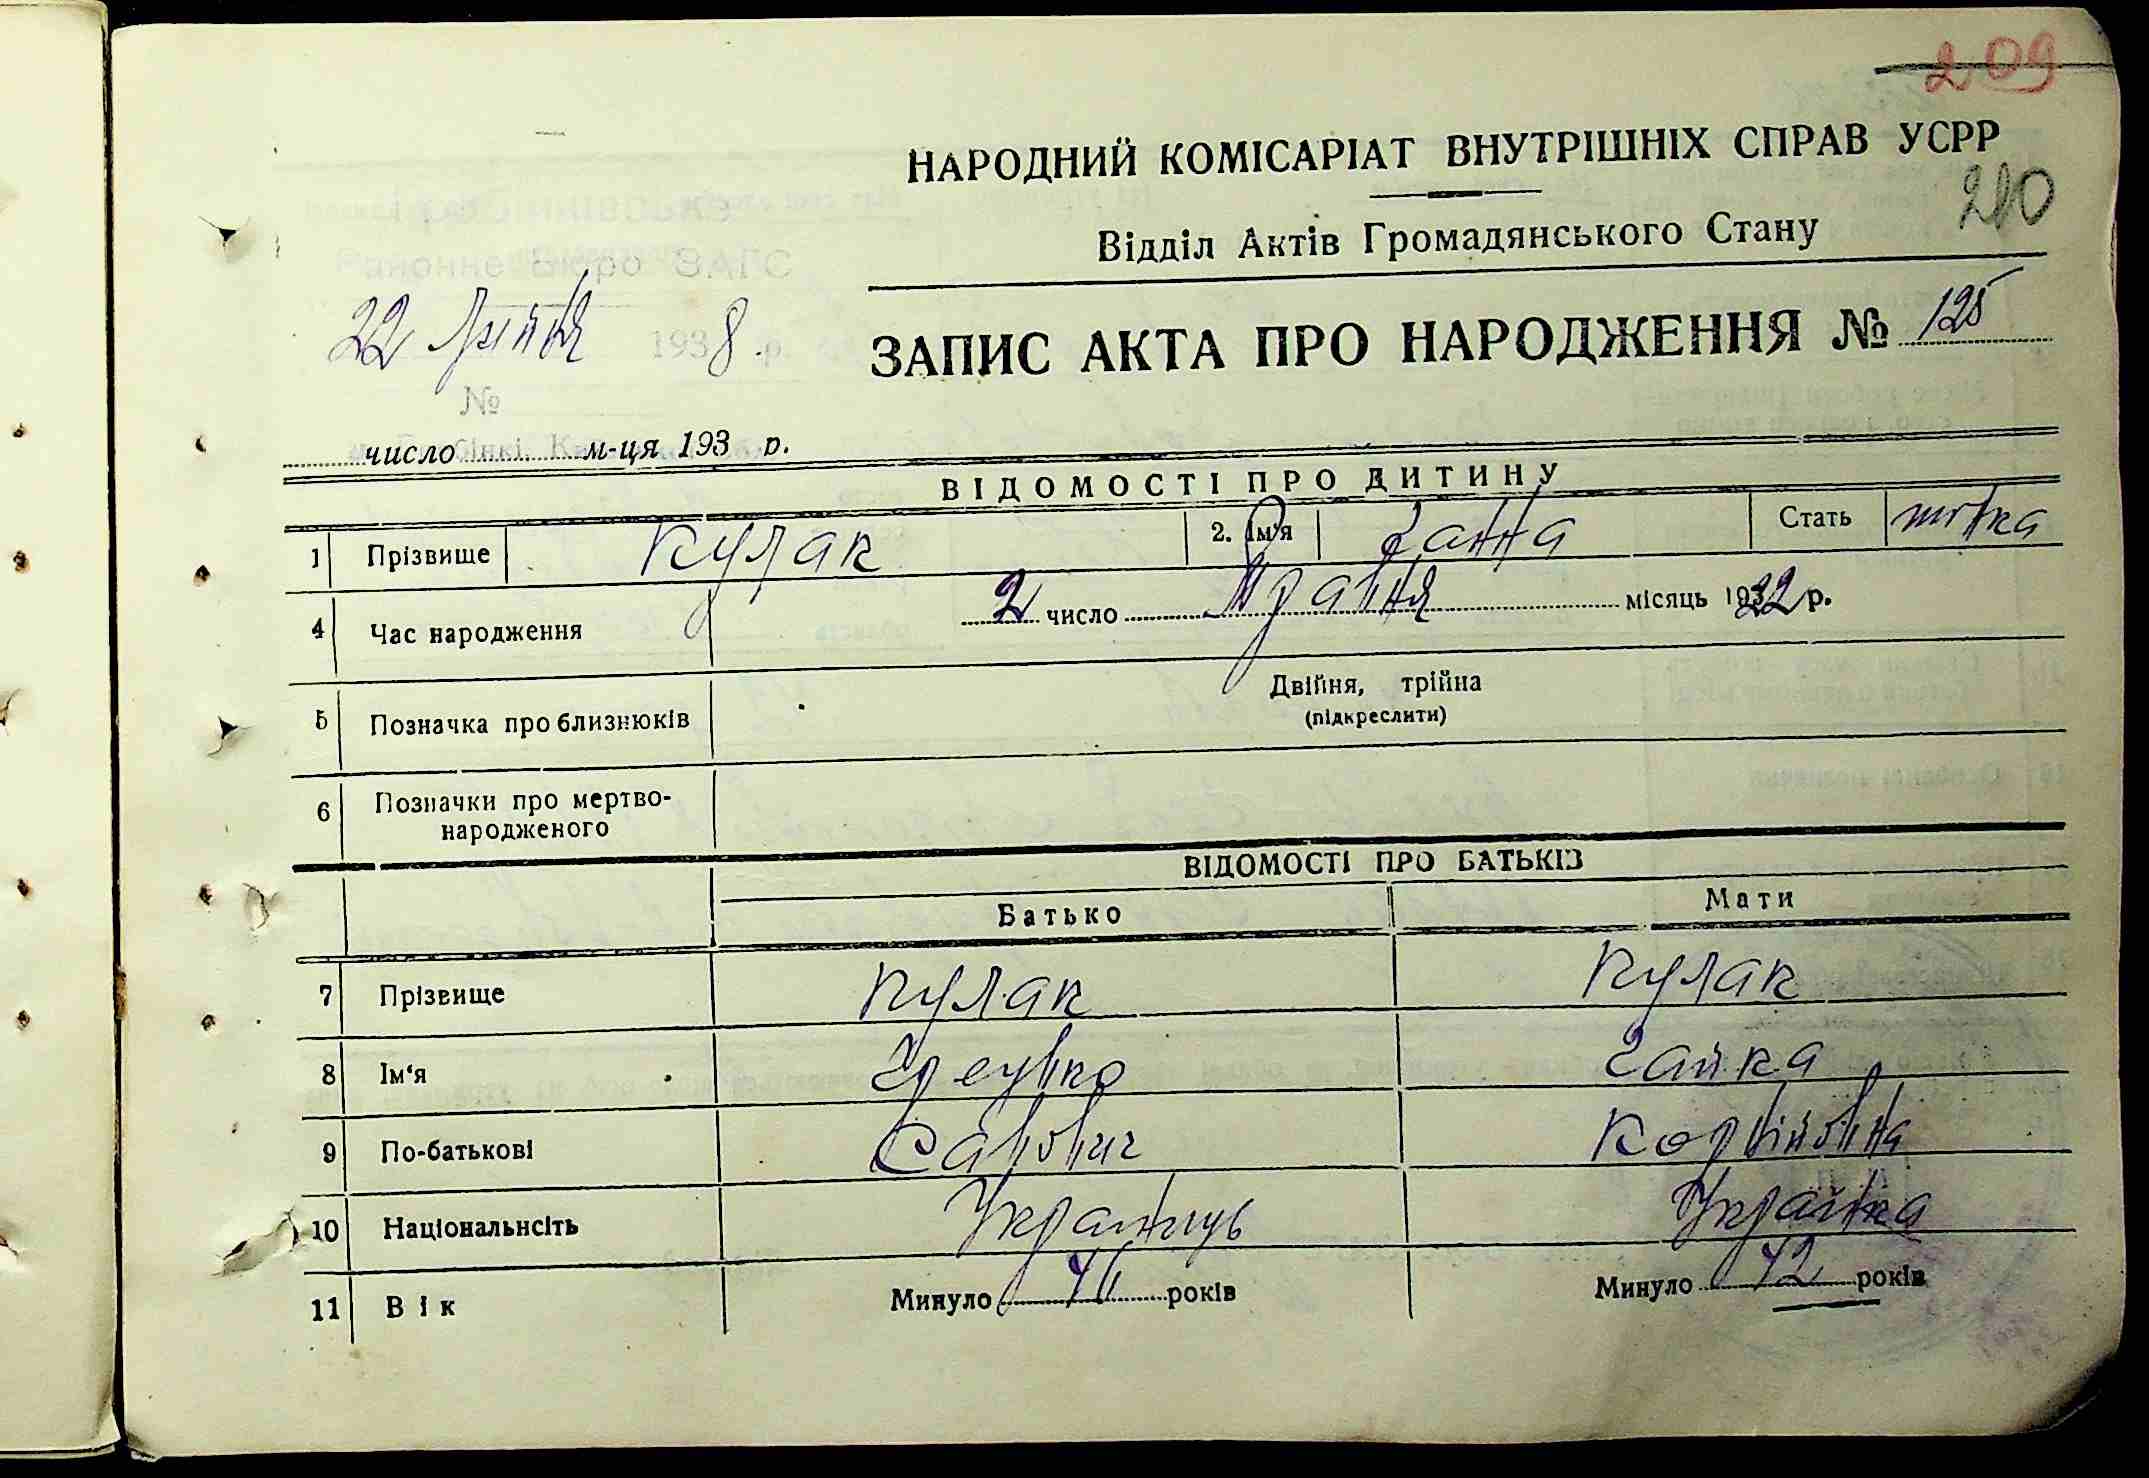 209
НАРОДНИЙ КОМІСАРІАТ ВНУТРІШНІХ СПРАВ УСРР
210
Відділ Актів Громадянського Стану
Районне Бюро ЗАГС
22 липня 1938 р.
ЗАПИС АКТА ПРО НАРОДЖЕННЯ № 125
№
число м-ця 193 р.
ВІДОМОСТІ ПРО ДИТИНУ
1 Прізвище Кулак 2. Ім'я Ганна Стать жінка
4 Час народження 2 число травня місяць 1922 р.
5 Позначка про близнюків Двійня, трійна
(підкреслити)
6 Позначки про мертво-
народженого
ВІДОМОСТІ ПРО БАТЬКІВ
Батько Мати
7 Прізвище Кулак Кулак
8 Ім'я
9 По-батькові Савович Корніївна
10 Національнсіть Українець Українка
11 Вік Минуло років Минуло 42 років